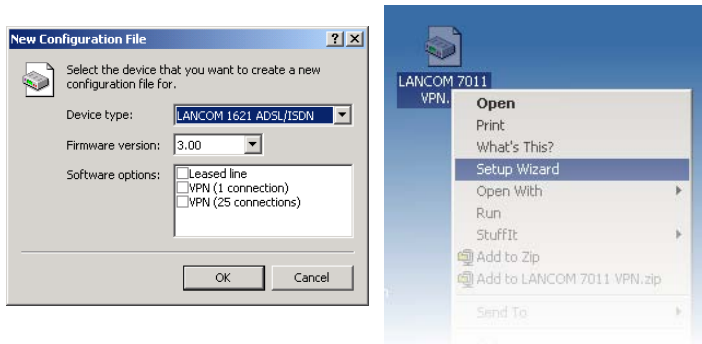 New Configuration File
Select the device that you want to create a new
configuration file for.
Device type:
LANCOM 1621 ADSL/ISDN
Firmware version:
3.00
Software options:
Leased line
VPN (1 connection)
VPN (25 connections)
OK
Cancel
LANCOM 7011
VPN.
Open
Print
What's This?
Setup Wizard
Open With
Run
StuffIt
Add to Zip
Add to LANCOM 7011 VPN.zip
Send To